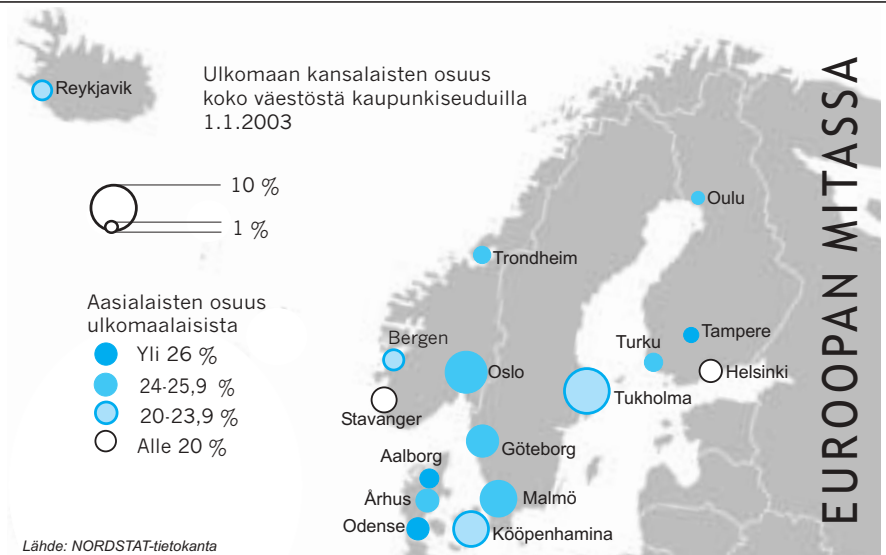 Reykjavik
Ulkomaan kansalaisten osuus
koko väestöstä kaupunkiseuduilla
1.1.2003
10 %
1 %
Aasialaisten osuus
ulkomaalaisista
Yli 26 %
24-25,9 %
20-23,9 %
Alle 20 %
Oulu
Trondheim
Bergen
Oslo
Stavanger
Turku
Tampere
Helsinki
Tukholma
Göteborg
Aalborg
Århus
Malmö
Odense
Kööpenhamina
EUROOPAN MITASSA
Lähde: NORDSTAT-tietokanta